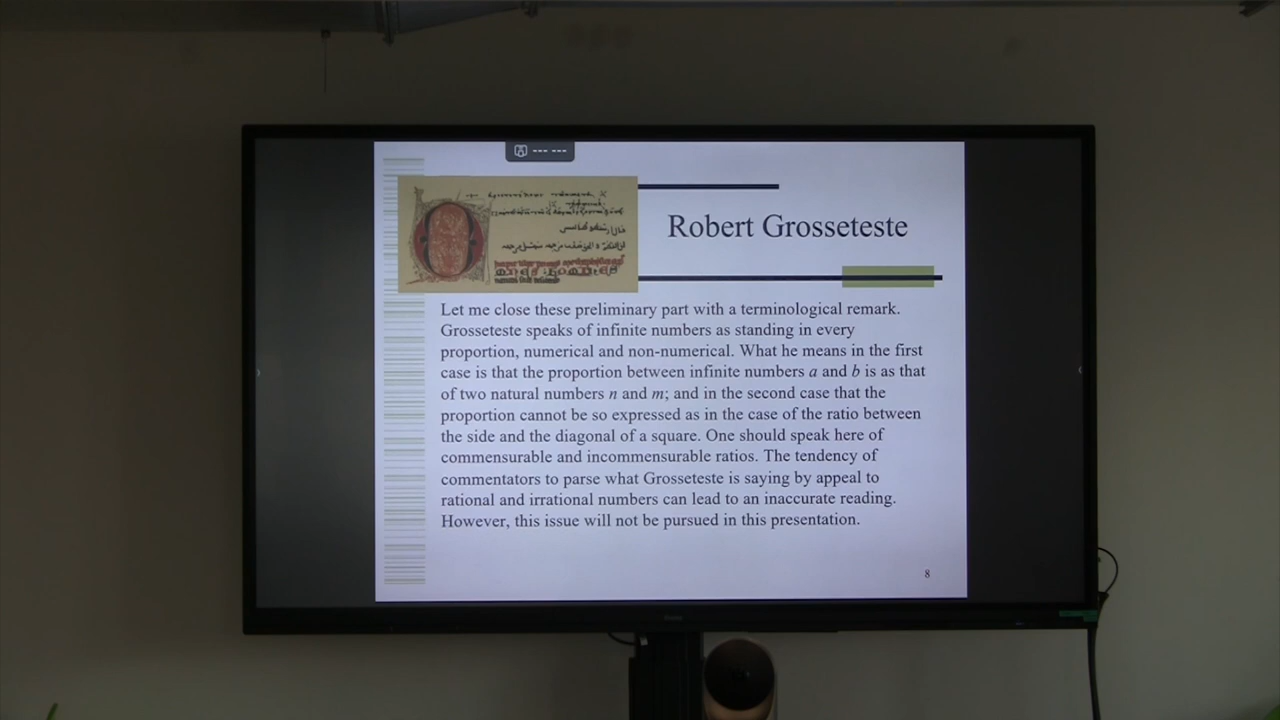 --- ---
Robert Grosseteste
Let me close these preliminary part with a terminological remark.
Grosseteste speaks of infinite numbers as standing in every
proportion, numerical and non-numerical. What he means in the first
case is that the proportion between infinite numbers a and b is as that
of two natural numbers n and m; and in the second case that the
proportion cannot be so expressed as in the case of the ratio between
the side and the diagonal of a square. One should speak here of
commensurable and incommensurable ratios. The tendency of
commentators to parse what Grosseteste is saying by appeal to
rational and irrational numbers can lead to an inaccurate reading.
However, this issue will not be pursued in this presentation.
8